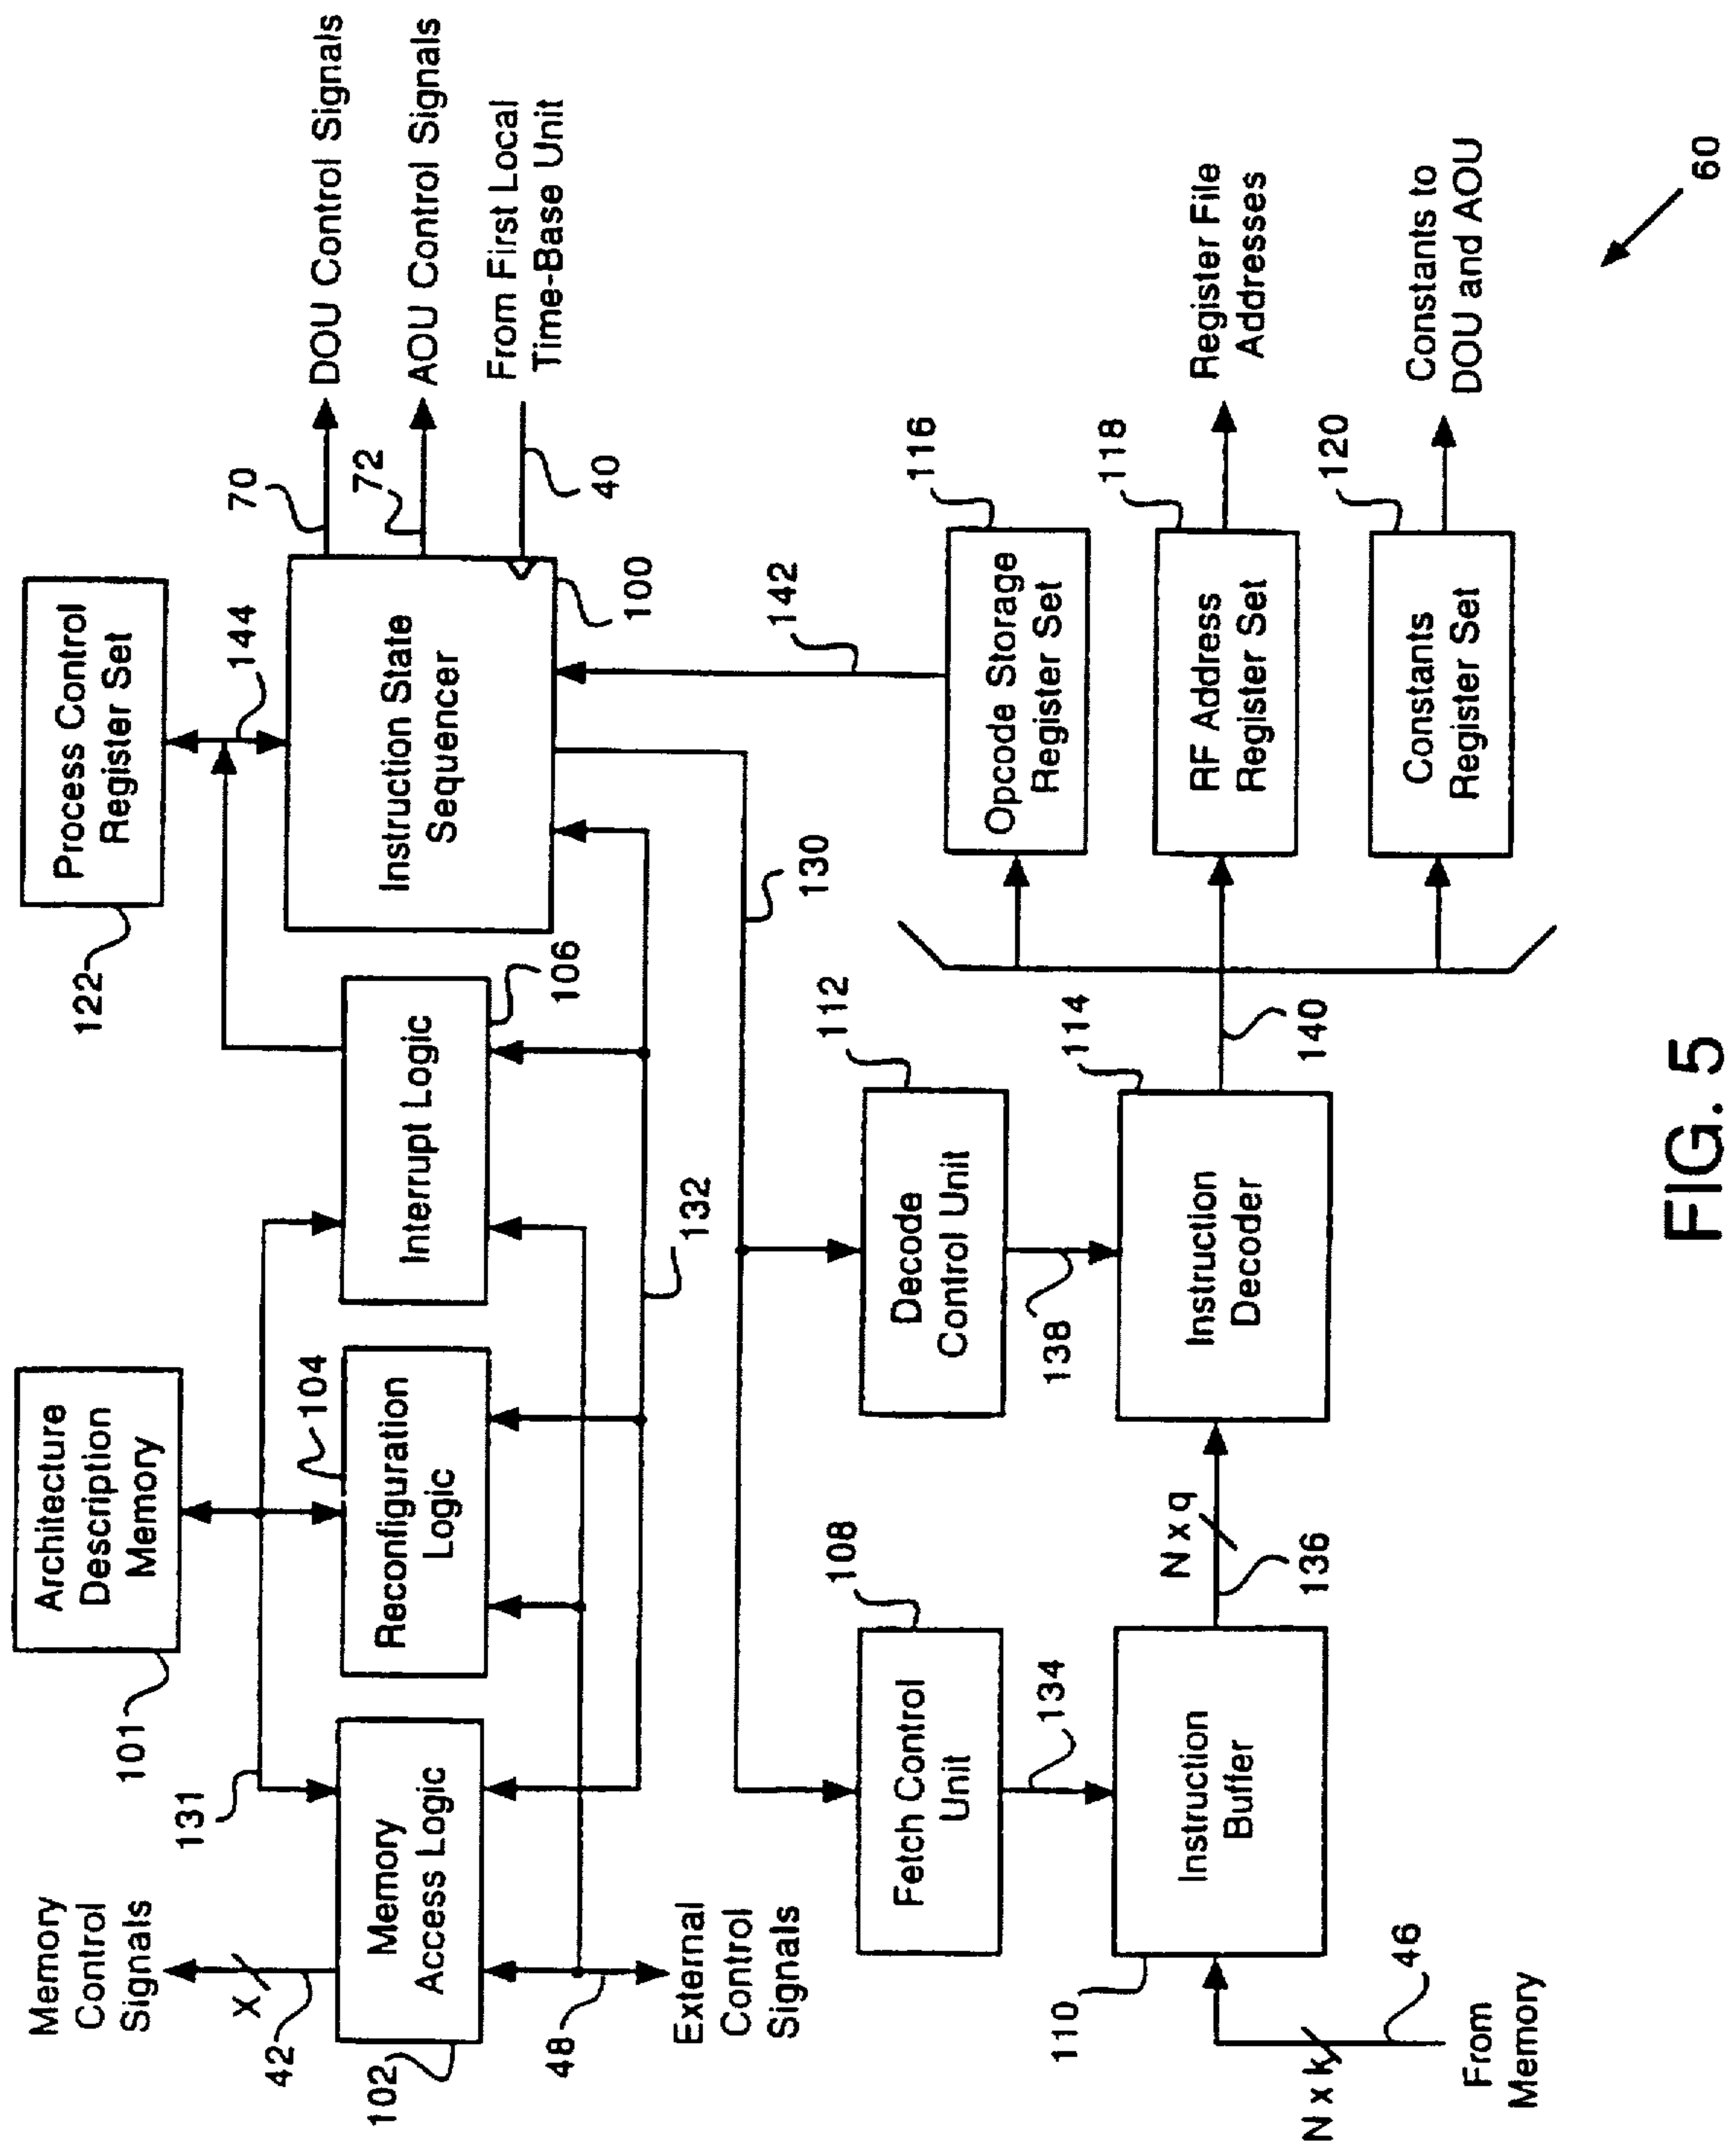 Memory
Control
Signals
X
42
102
Memory
Access Logic
48
External
Control
Signals
131
101
Architecture
Description
Memory
104
Reconfiguration
Logic
Interrupt Logic
106
132
122
Process Control
Register Set
144
Instruction State
Sequencer
100
70
DOU Control Signals
72
AOU Control Signals
From First Local
Time-Base Unit
40
130
142
108
Fetch Control
Unit
134
112
Decode
Control Unit
138
110
Instruction
Buffer
N x k
46
From
Memory
N x q
136
114
Instruction
Decoder
140
116
Opcode Storage
Register Set
118
RF Address
Register Set
Register File
Addresses
120
Constants
Register Set
Constants to
DOU and AOU
60
FIG. 5